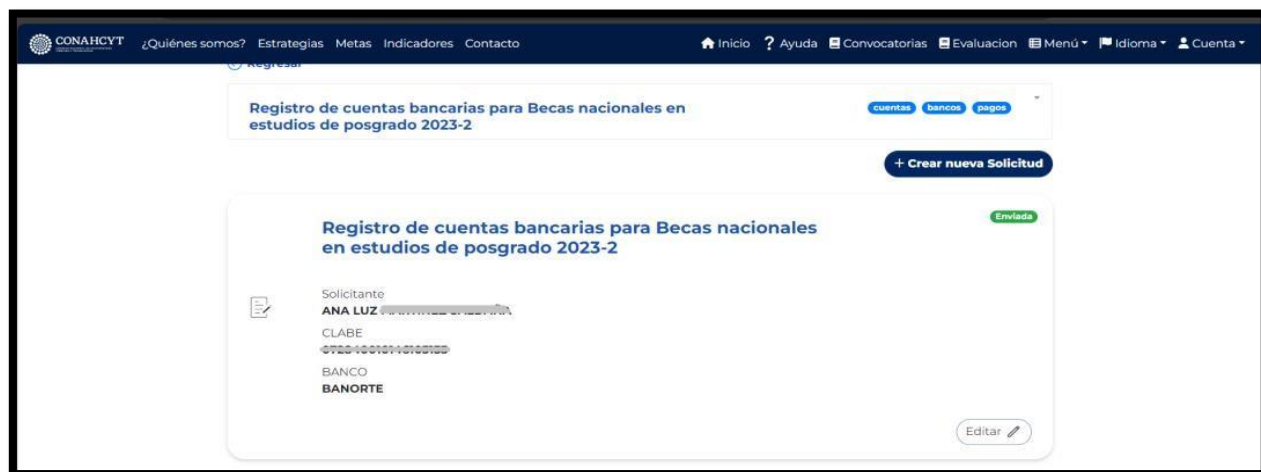 CONAHCYT ¿Quiénes somos? Estrategias Metas Indicadores Contacto Inicio ? Ayuda Convocatorias Evaluacion Menú Idioma Cuenta
Regresar
Registro de cuentas bancarias para Becas nacionales en
estudios de posgrado 2023-2
cuentas bancos pagos
+ Crear nueva Solicitud
Registro de cuentas bancarias para Becas nacionales
en estudios de posgrado 2023-2
Enviada
Solicitante
ANA LUZ
CLABE
BANCO
BANORTE
Editar